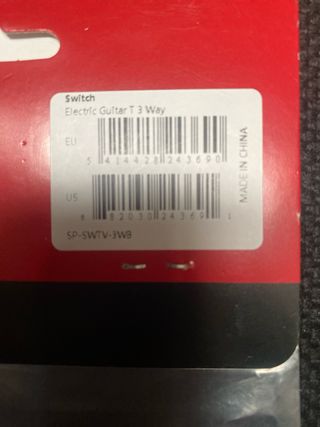 Switch
Electric Guitar T 3 Way
EU
5 414428 243690
US
6 82030 24369 1
SP-SWTV-3WB
MADE IN CHINA